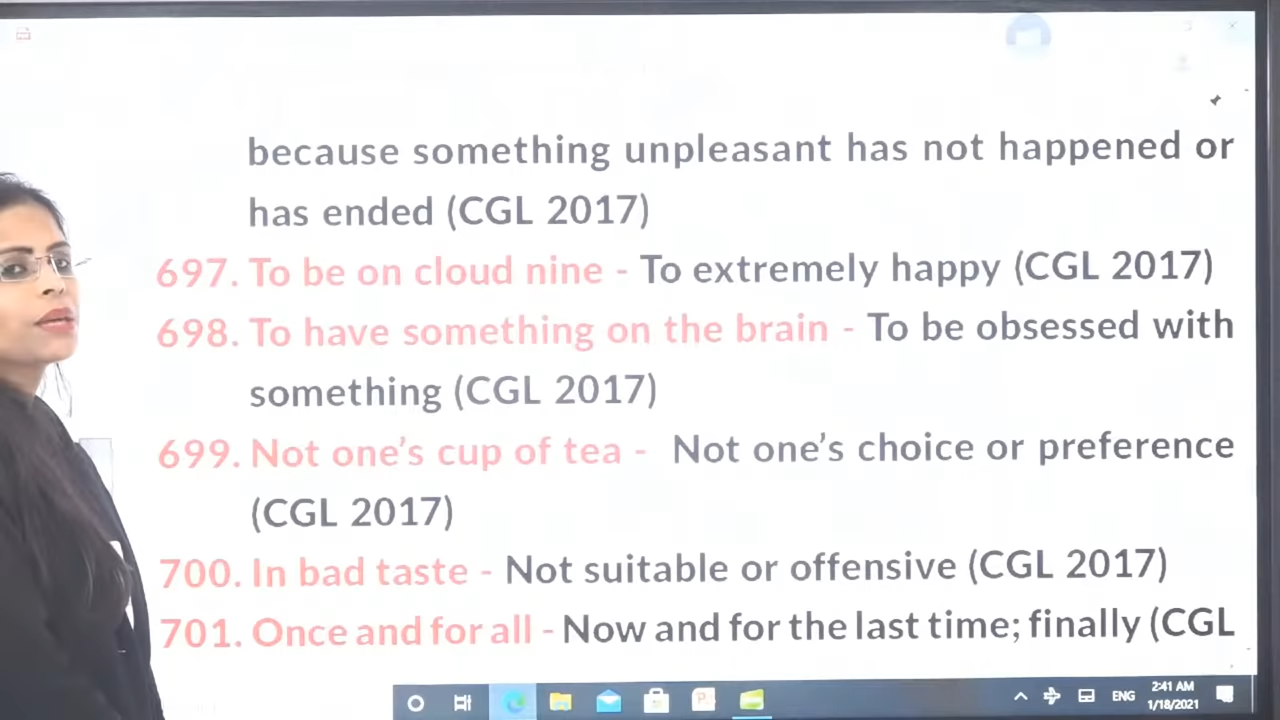 because something unpleasant has not happened or
has ended (CGL 2017)
697. To be on cloud nine - To extremely happy (CGL 2017)
698. To have something on the brain - To be obsessed with
something (CGL 2017)
699. Not one's cup of tea - Not one's choice or preference
(CGL 2017)
700. In bad taste - Not suitable or offensive (CGL 2017)
701. Once and for all - Now and for the last time; finally (CGL
ENG
2:41 AM
1/18/2021